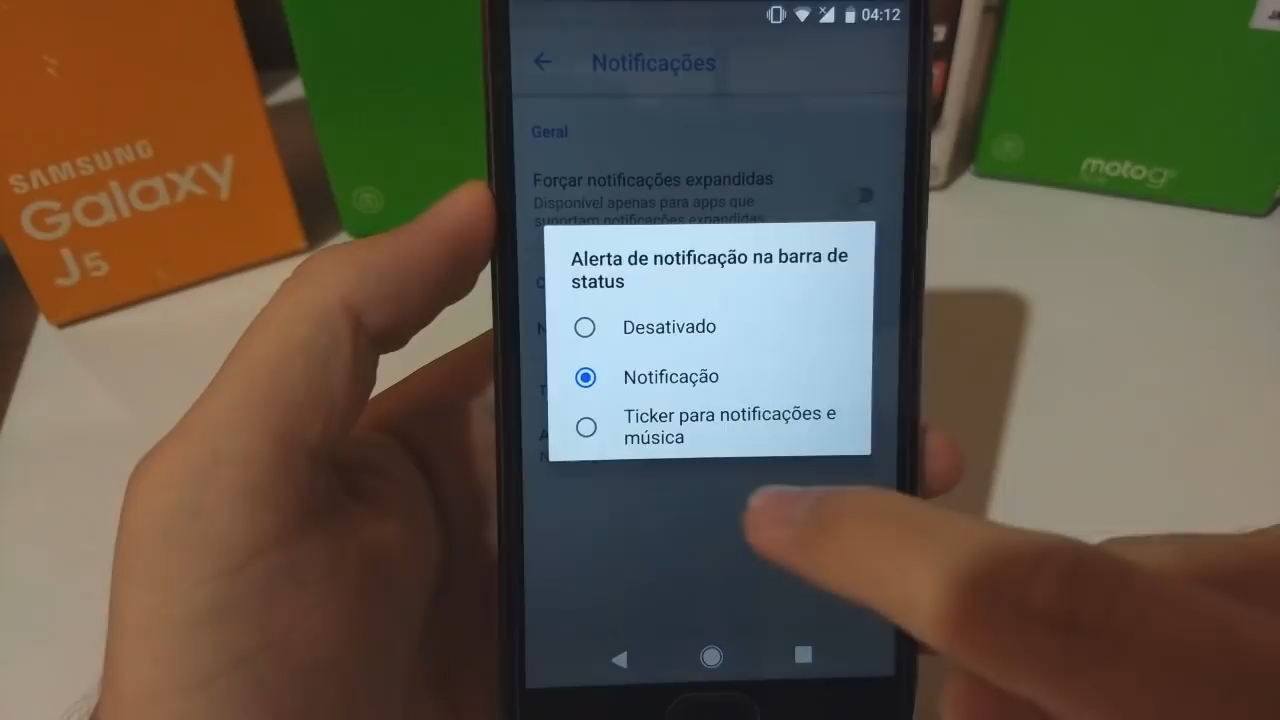 04:12
Notificações
Geral
Forçar notificações expandidas
Disponível apenas para apps que
suportam notificações expandidas
Alerta de notificação na barra de
status
Desativado
Notificação
Ticker para notificações e
música
SAMSUNG
Galaxy
J5
moto g